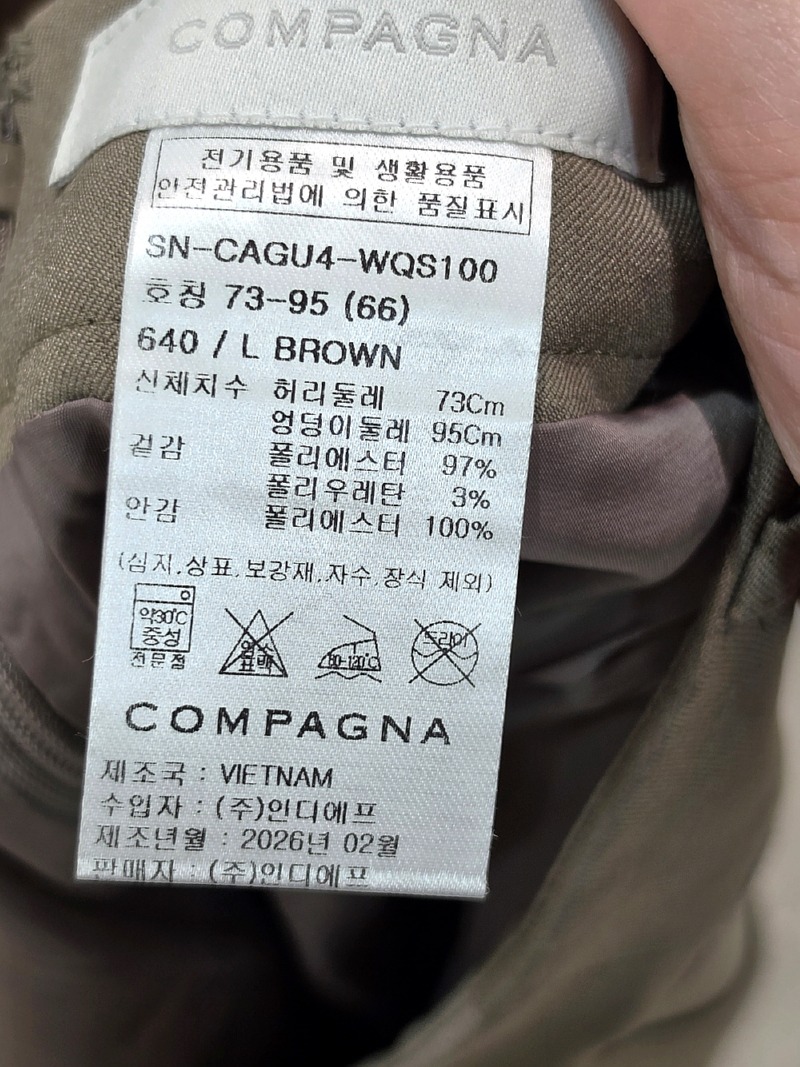 COMPAGNA
전기용품 및 생활용품
안전관리법에 의한 품질표시
SN-CAGU4-WQS100
호칭 73-95 (66)
640 / L BROWN
신체치수 허리둘레 73Cm
엉덩이둘레 95Cm
겉감 폴리에스터 97%
폴리우레탄 3%
안감 폴리에스터 100%
(심지,상표,보강재,자수,장식 제외)
약30℃ 중성 전문점
염소 표백
80-120℃
드라이
COMPAGNA
제조국 : VIETNAM
수입자 : (주)인디에프
제조년월 : 2026년 02월
판매자 : (주)인디에프